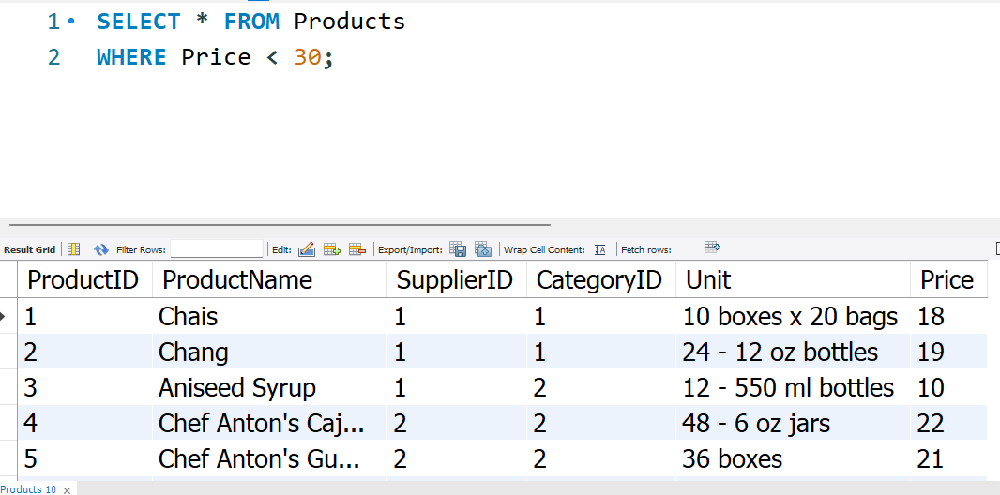 1 SELECT * FROM Products
2 WHERE Price < 30;
Result Grid Filter Rows: Edit: Export/Import: Wrap Cell Content: IA Fetch rows:
ProductID ProductName SupplierID CategoryID Unit Price
1 Chais 1 1 10 boxes x 20 bags 18
2 Chang 1 1 24 - 12 oz bottles 19
3 Aniseed Syrup 1 2 12 - 550 ml bottles 10
4 Chef Anton's Caj... 2 2 48 - 6 oz jars 22
5 Chef Anton's Gu... 2 2 36 boxes 21
Products 10 ×